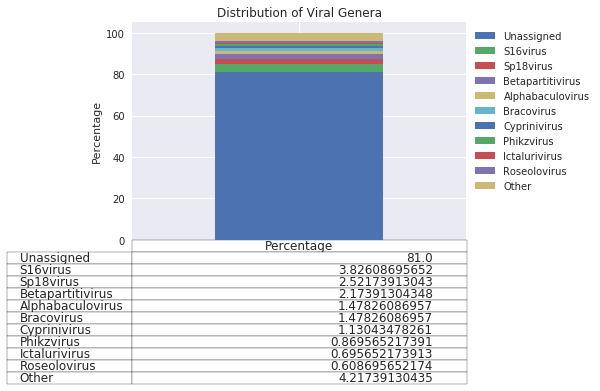 Distribution of Viral Genera
100
80
60
40
20
0
Percentage
Unassigned
S16virus
Sp18virus
Betapartitivirus
Alphabaculovirus
Bracovirus
Cyprinivirus
Phikzvirus
Ictalurivirus
Roseolovirus
Other
Percentage
Unassigned 81.0
S16virus 3.82608695652
Sp18virus 2.52173913043
Betapartitivirus 2.17391304348
Alphabaculovirus 1.47826086957
Bracovirus 1.47826086957
Cyprinivirus 1.13043478261
Phikzvirus 0.869565217391
Ictalurivirus 0.695652173913
Roseolovirus 0.608695652174
Other 4.21739130435